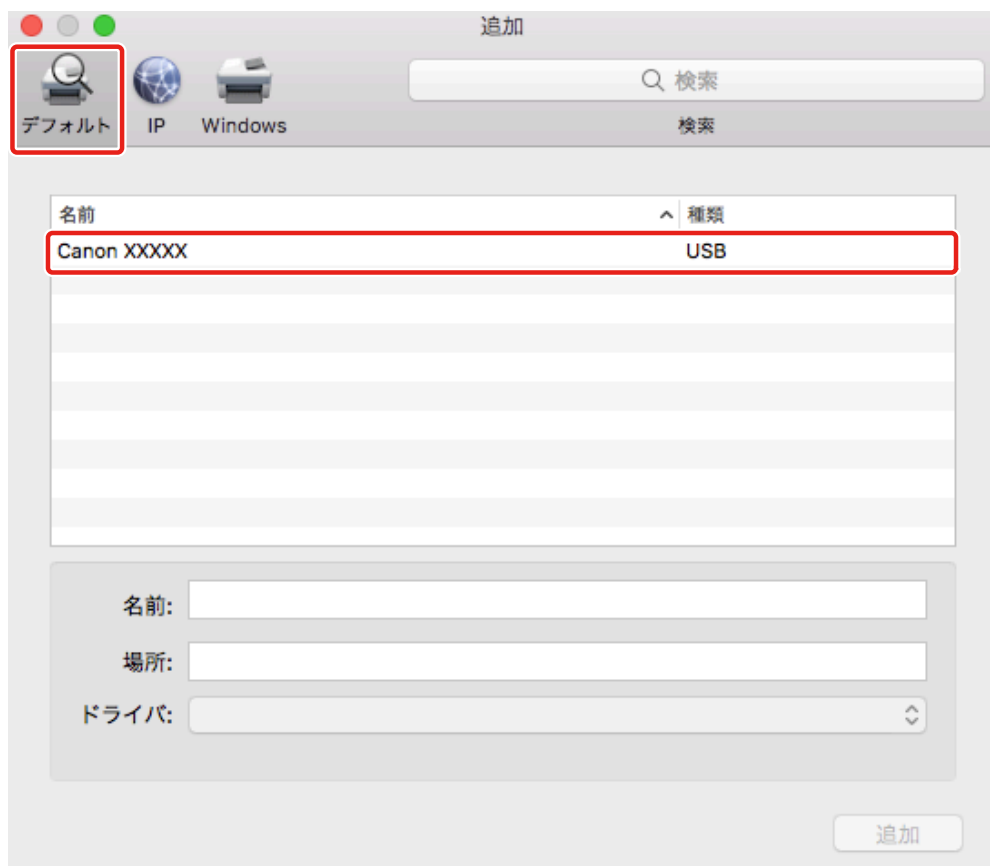 追加
検索
デフォルト IP Windows 検索
名前 種類
Canon XXXXX USB
名前:
場所:
ドライバ:
追加